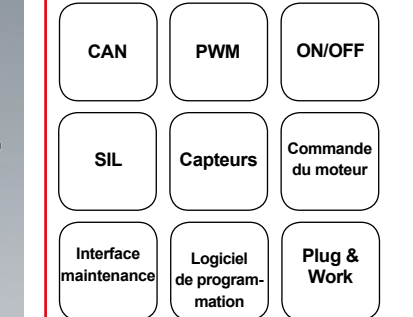 CAN
PWM
ON/OFF
SIL
Capteurs
Commande
du moteur
Interface
maintenance
Logiciel
de program-
mation
Plug &
Work